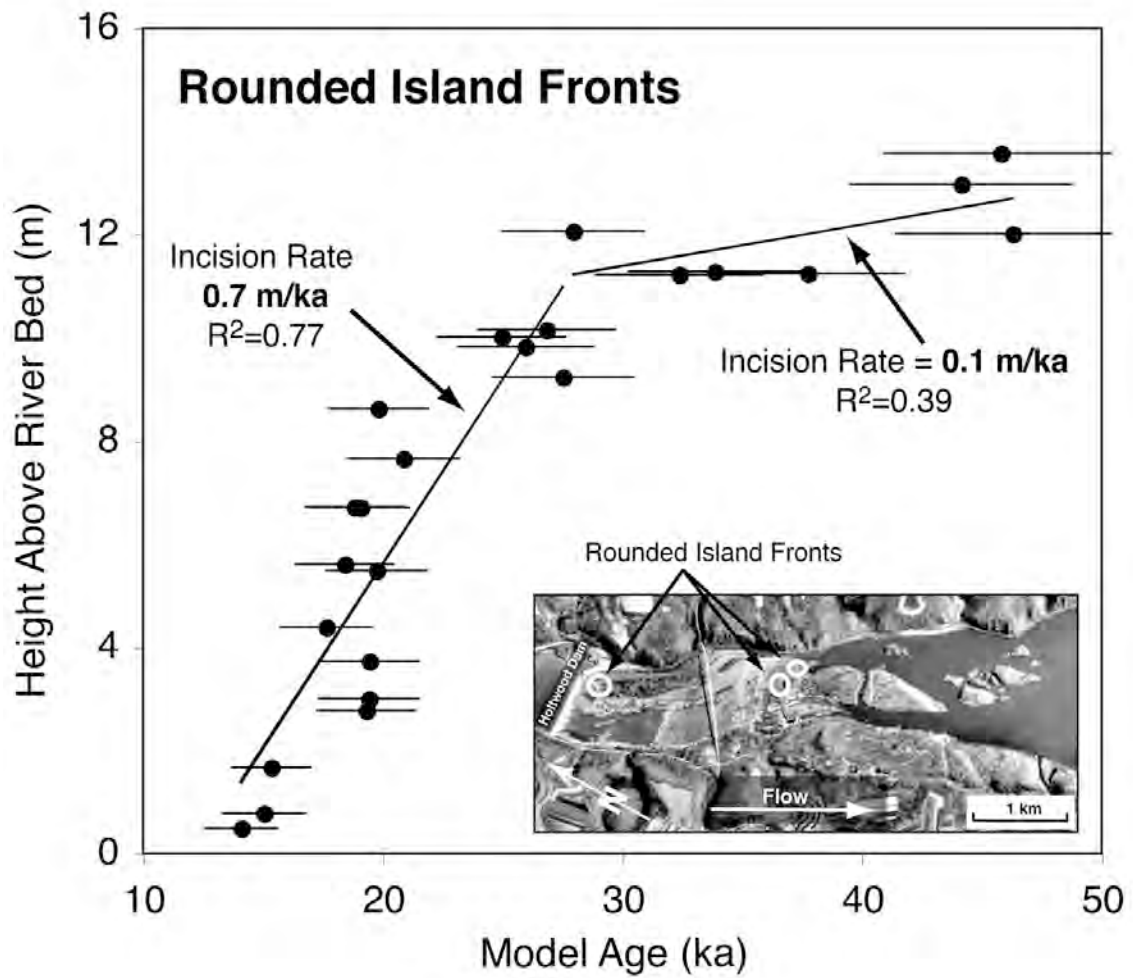 Rounded Island Fronts
16
12
8
4
0
Height Above River Bed (m)
Incision Rate
0.7 m/ka
R²=0.77
Incision Rate = 0.1 m/ka
R²=0.39
Rounded Island Fronts
Holtwood Dam
N
Flow
1 km
10
20
30
40
50
Model Age (ka)